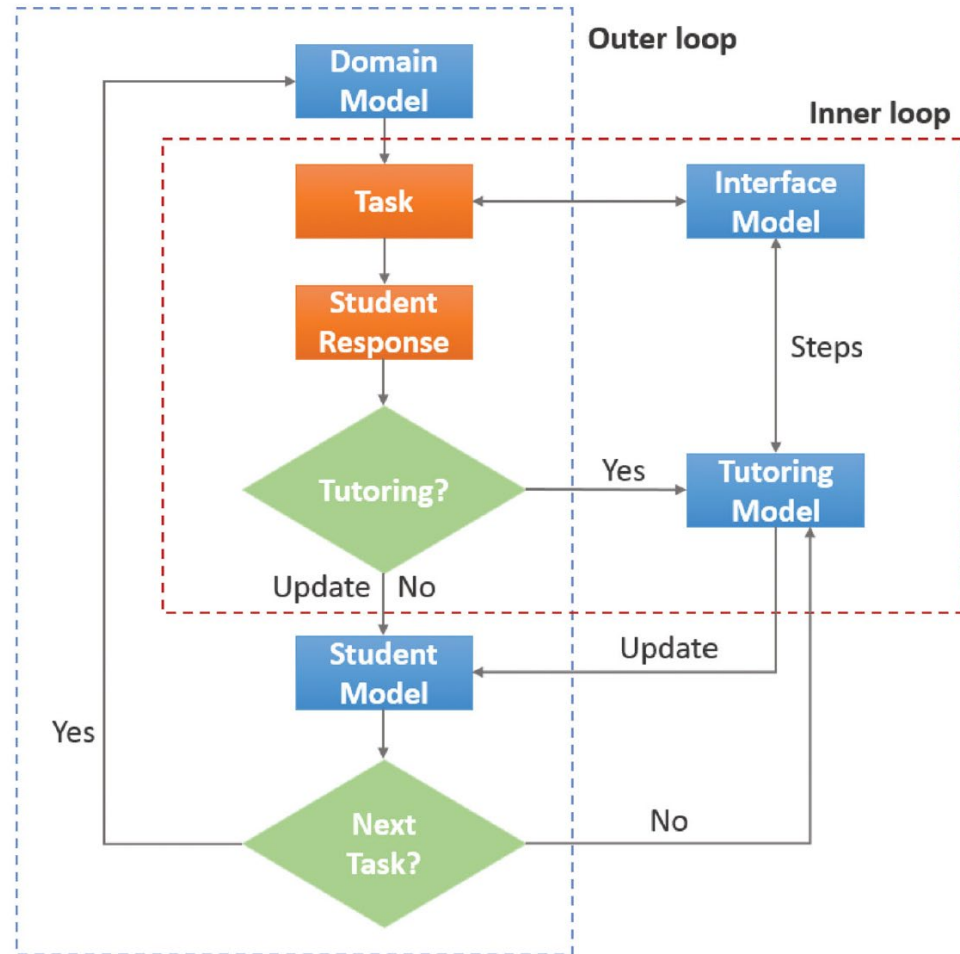 Outer loop
Domain
Model
Inner loop
Task
Interface
Model
Student
Response
Steps
Tutoring?
Yes
Tutoring
Model
Update No
Student
Model
Update
Yes
Next
Task?
No